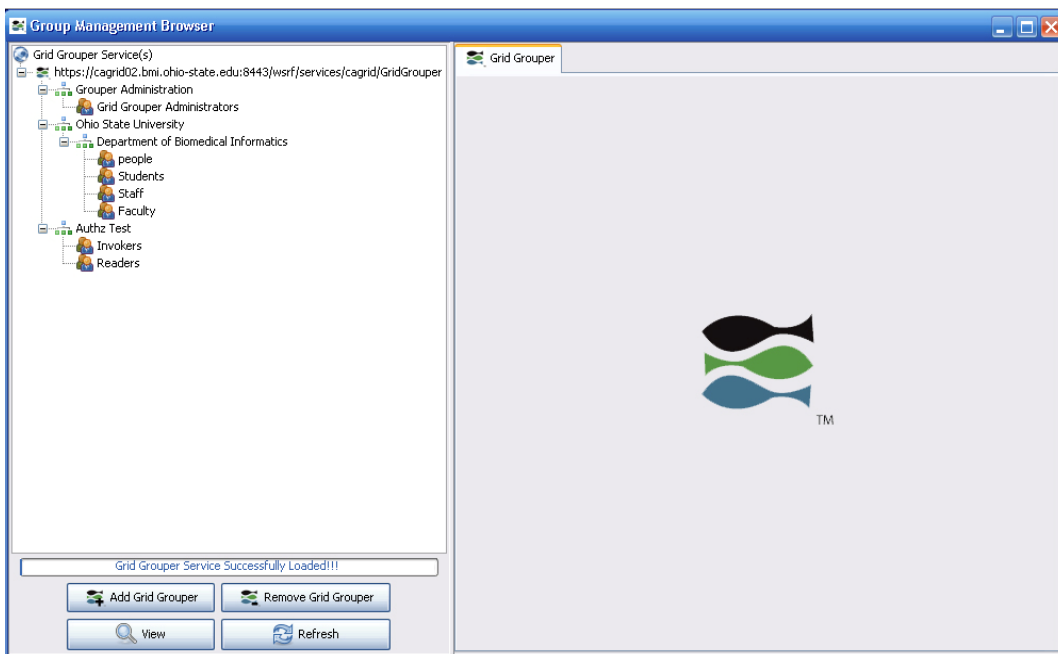 Group Management Browser
Grid Grouper Service(s)
https://cagrid02.bmi.ohio-state.edu:8443/wsrf/services/cagrid/GridGrouper
Grouper Administration
Grid Grouper Administrators
Ohio State University
Department of Biomedical Informatics
people
Students
Staff
Faculty
Authz Test
Invokers
Readers
Grid Grouper Service Successfully Loaded!!!
Add Grid Grouper
Remove Grid Grouper
View
Refresh
Grid Grouper
TM